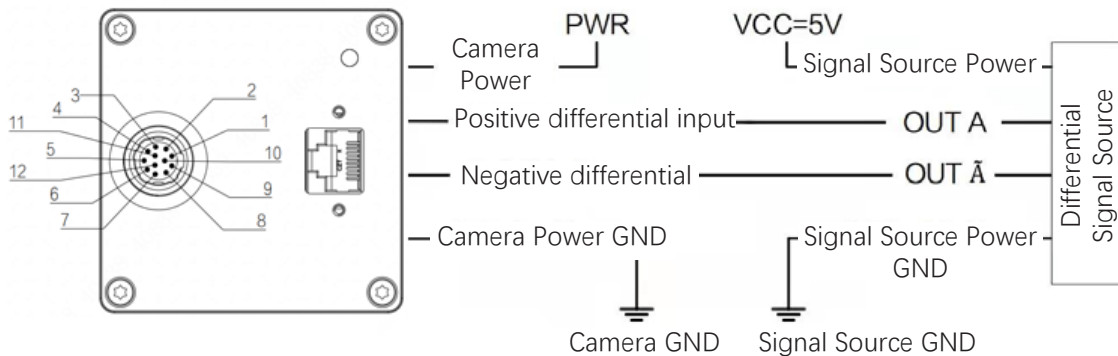 PWR
VCC=5V
Camera
Power
Signal Source Power
3
2
4
11
1
5
10
12
9
6
7
8
Positive differential input
OUT A
Negative differential
OUT Ã
Differential
Signal Source
Camera Power GND
Signal Source Power
GND
Camera GND
Signal Source GND